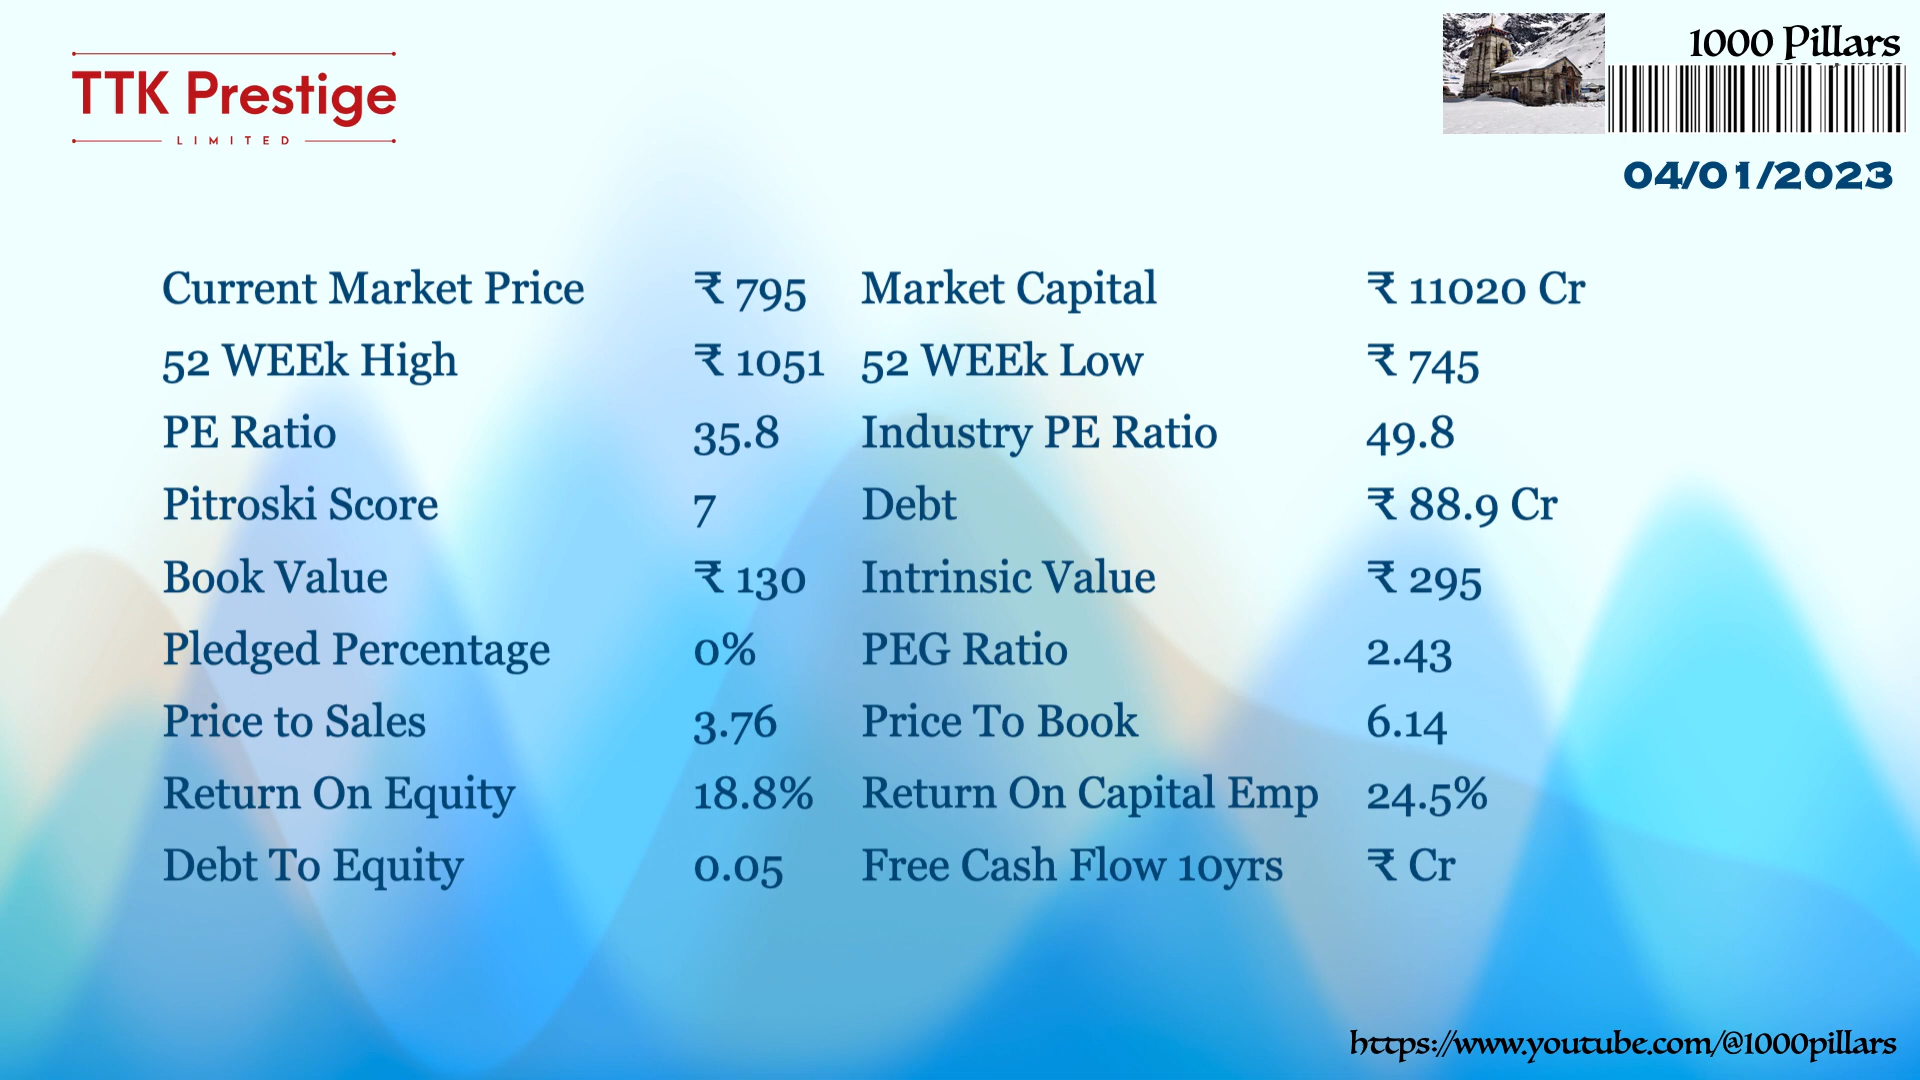 TTK Prestige
LIMITED
1000 Pillars
04/01/2023
Current Market Price ₹ 795 Market Capital ₹ 11020 Cr
52 WEEk High ₹ 1051 52 WEEk Low ₹ 745
PE Ratio 35.8 Industry PE Ratio 49.8
Pitroski Score 7 Debt ₹ 88.9 Cr
Book Value ₹ 130 Intrinsic Value ₹ 295
Pledged Percentage 0% PEG Ratio 2.43
Price to Sales 3.76 Price To Book 6.14
Return On Equity 18.8% Return On Capital Emp 24.5%
Debt To Equity 0.05 Free Cash Flow 10yrs ₹ Cr
https://www.youtube.com/@1000pillars